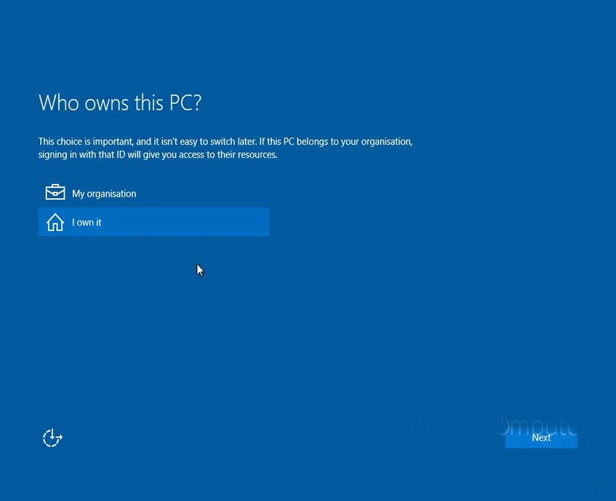 Who owns this PC?
This choice is important, and it isn't easy to switch later. If this PC belongs to your organisation,
signing in with that ID will give you access to their resources.
My organisation
I own it
Next